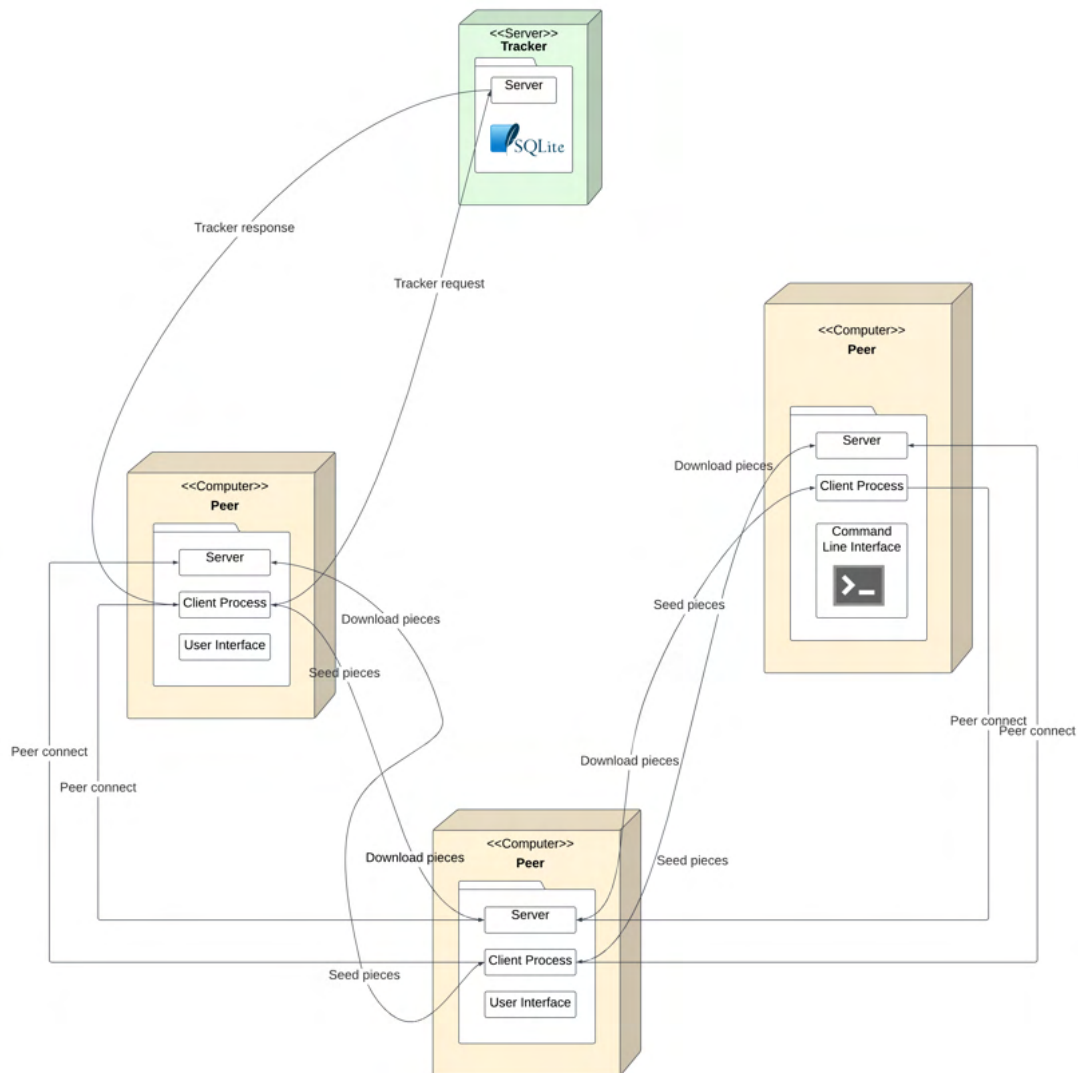 <<Server>>
Tracker
Server
SQLite
Tracker response
Tracker request
<<Computer>>
Peer
Server
Client Process
Command
Line Interface
Download pieces
Seed pieces
<<Computer>>
Peer
Server
Client Process
User Interface
Download pieces
Seed pieces
Peer connect
Peer connect
Peer connect
Peer connect
Download pieces
<<Computer>>
Peer
Download pieces
Seed pieces
Server
Client Process
Seed pieces
User Interface